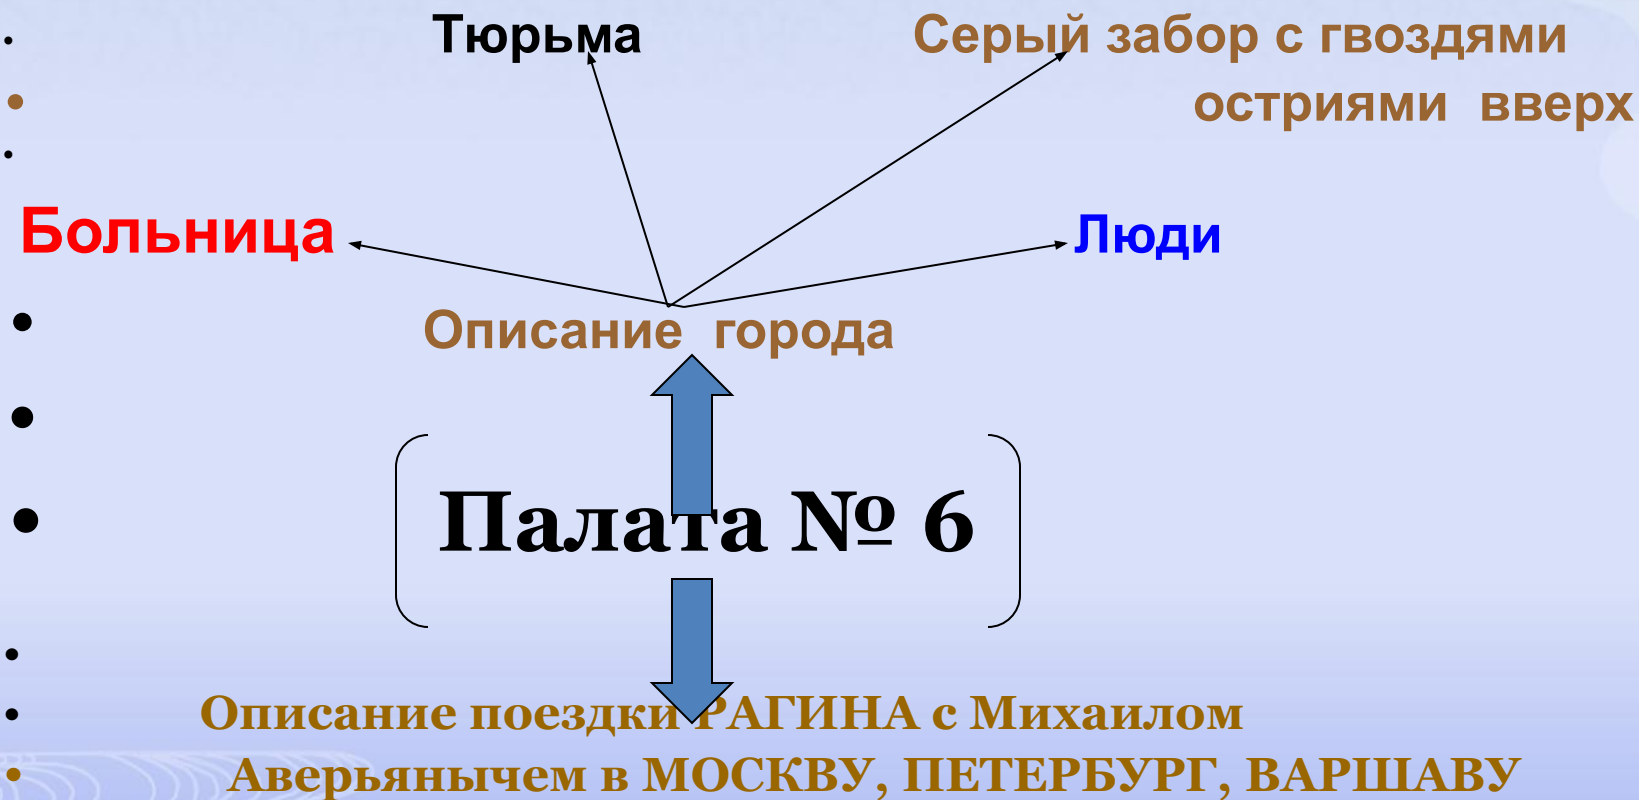 Тюрьма Серый забор с гвоздями
остриями вверх
Больница Люди
Описание города
Палата № 6
Описание поездки РАГИНА с Михаилом
Аверьянычем в МОСКВУ, ПЕТЕРБУРГ, ВАРШАВУ